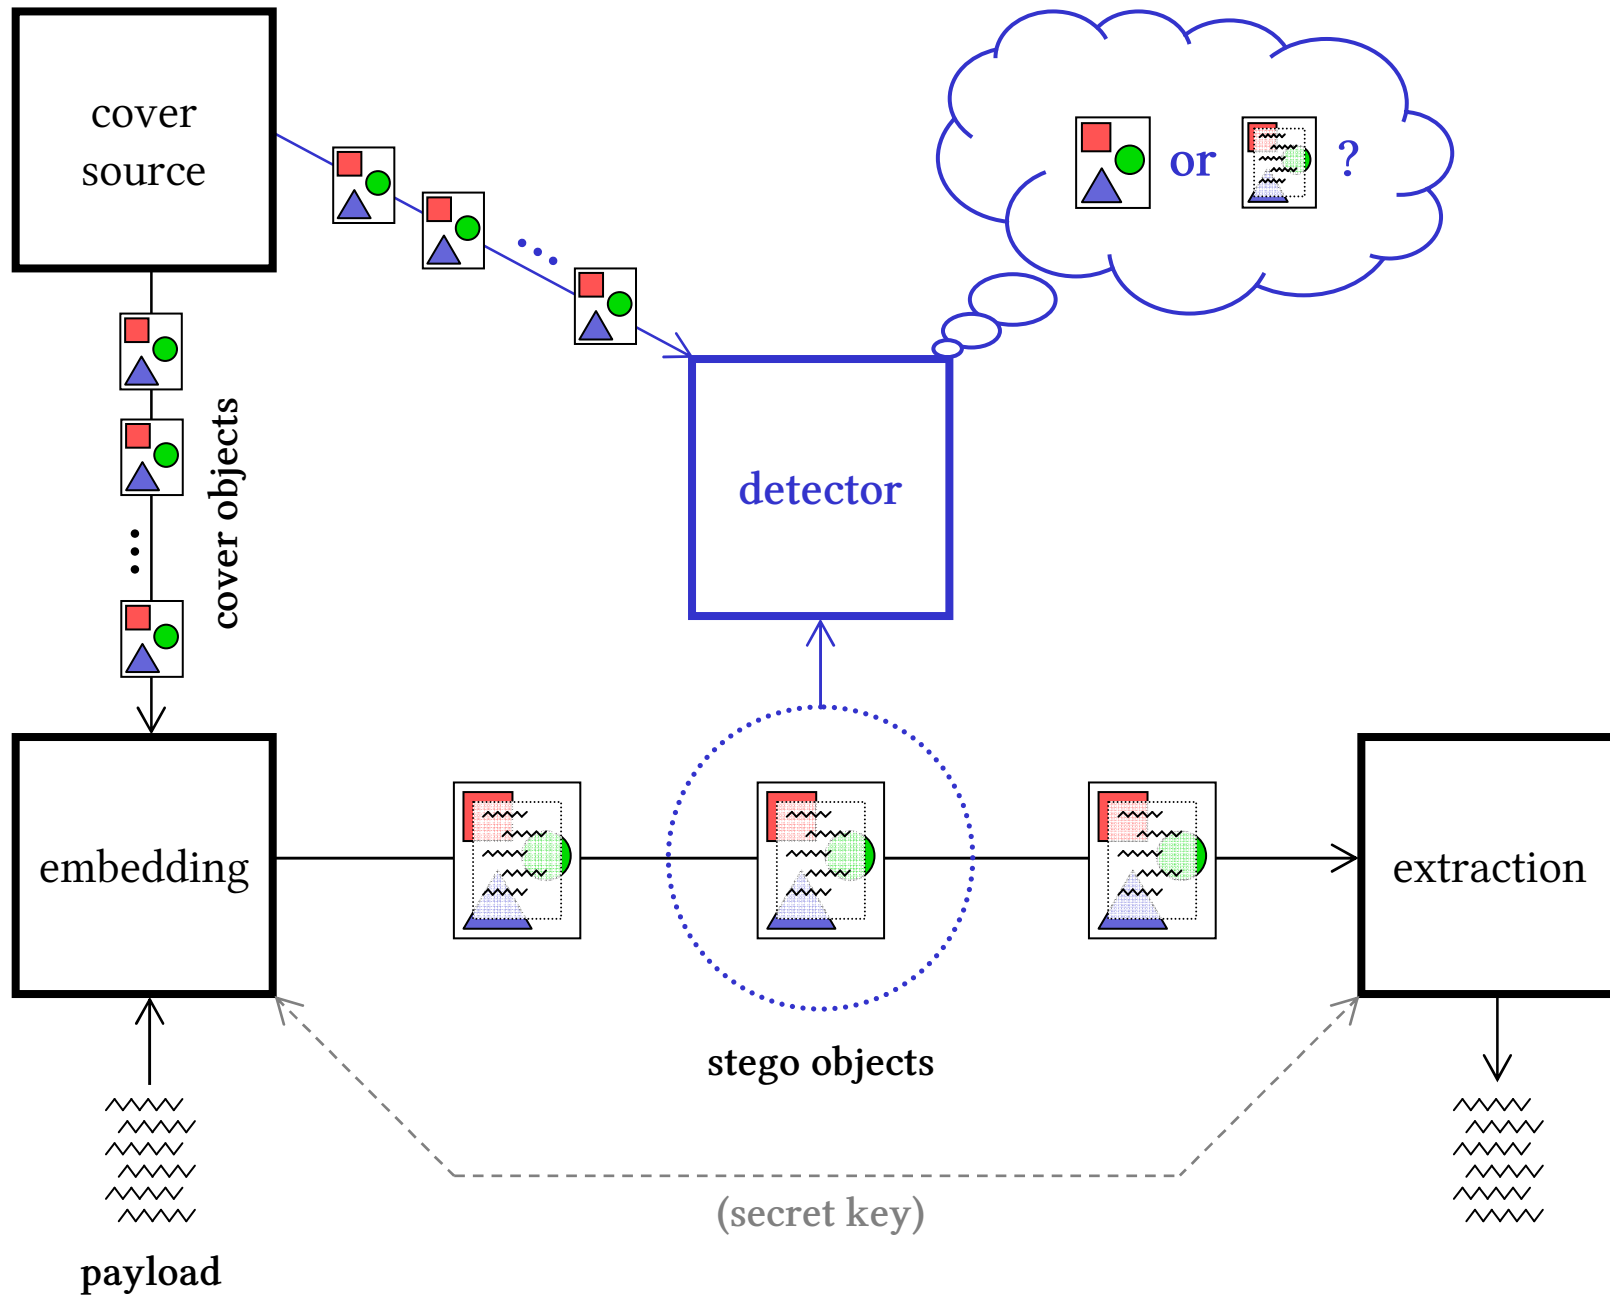 cover
source
or
?
cover objects
detector
embedding
extraction
stego objects
(secret key)
payload